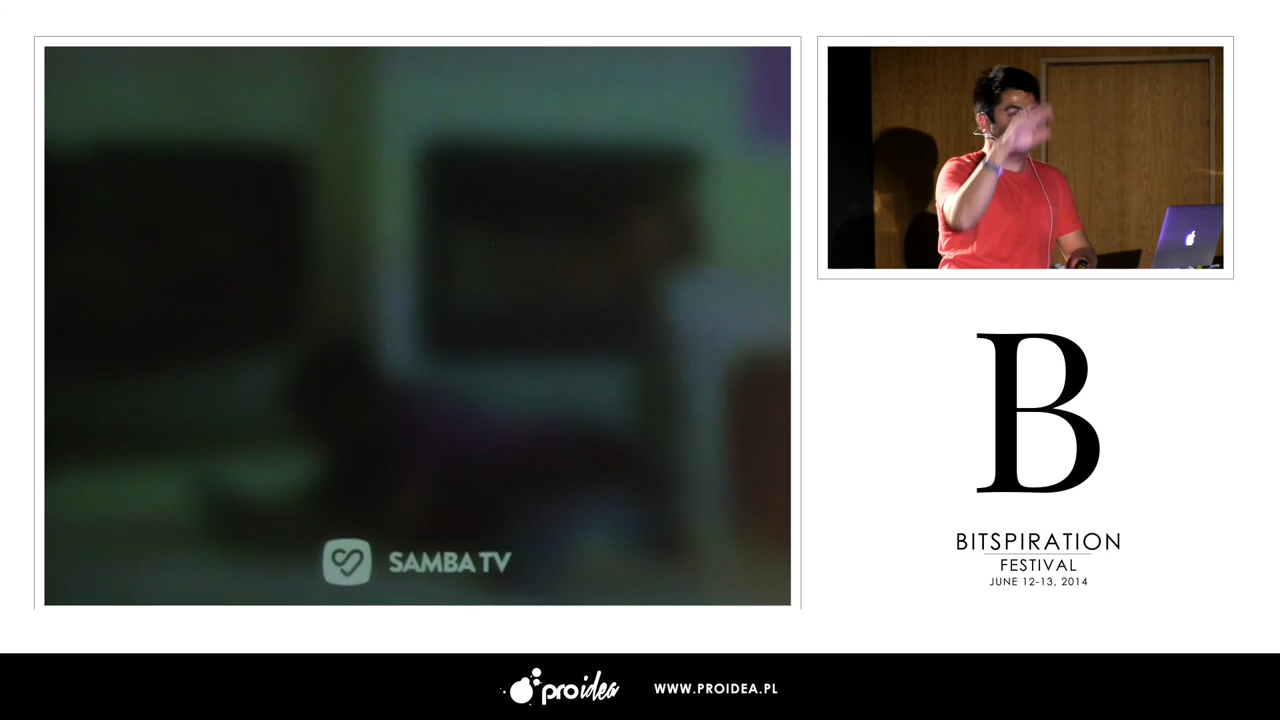 SAMBA TV
B
BITSPIRATION
FESTIVAL
JUNE 12-13, 2014
proidea
WWW.PROIDEA.PL